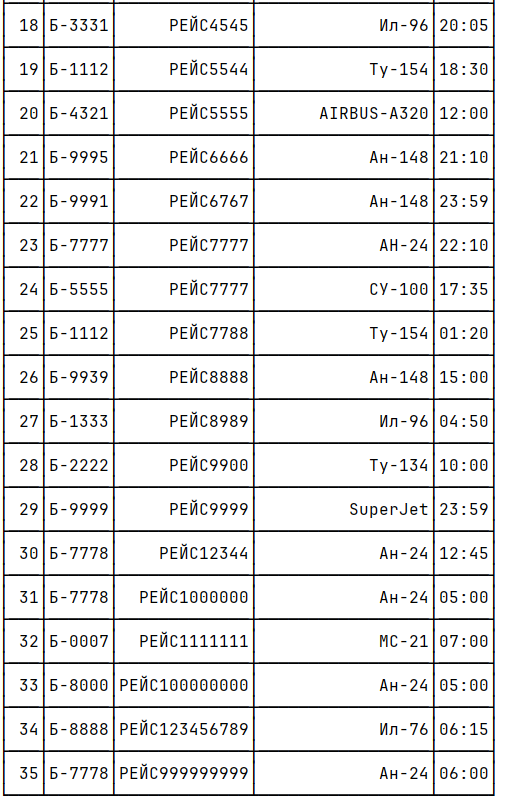 18 Б-3331 РЕЙС4545 Ил-96 20:05
19 Б-1112 РЕЙС5544 Ту-154 18:30
20 Б-4321 РЕЙС5555 AIRBUS-A320 12:00
21 Б-9995 РЕЙС6666 Ан-148 21:10
22 Б-9991 РЕЙС6767 Ан-148 23:59
23 Б-7777 РЕЙС7777 АН-24 22:10
24 Б-5555 РЕЙС7777 СУ-100 17:35
25 Б-1112 РЕЙС7788 Ту-154 01:20
26 Б-9939 РЕЙС8888 Ан-148 15:00
27 Б-1333 РЕЙС8989 Ил-96 04:50
28 Б-2222 РЕЙС9900 Ту-134 10:00
29 Б-9999 РЕЙС9999 SuperJet 23:59
30 Б-7778 РЕЙС12344 Ан-24 12:45
31 Б-7778 РЕЙС1000000 Ан-24 05:00
32 Б-0007 РЕЙС1111111 МС-21 07:00
33 Б-8000 РЕЙС100000000 Ан-24 05:00
34 Б-8888 РЕЙС123456789 Ил-76 06:15
35 Б-7778 РЕЙС999999999 Ан-24 06:00